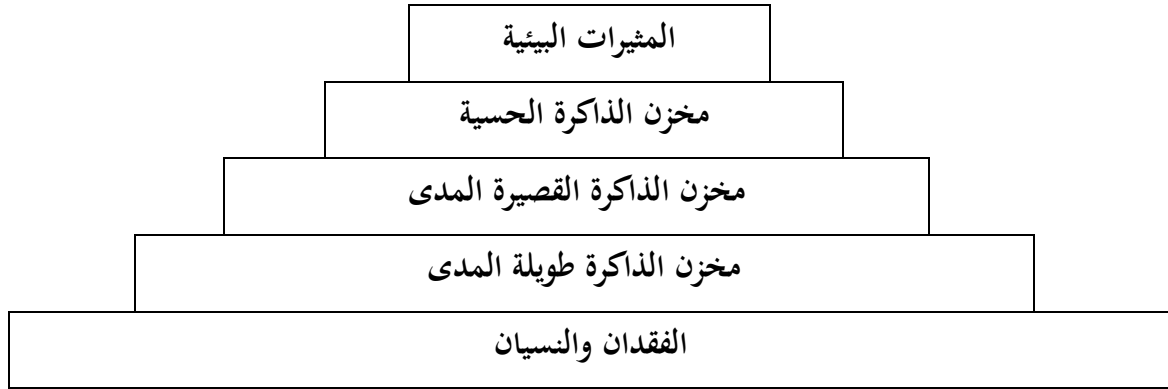 المثيرات البيئية
مخزن الذاكرة الحسية
مخزن الذاكرة القصيرة المدى
مخزن الذاكرة طويلة المدى
الفقدان والنسيان